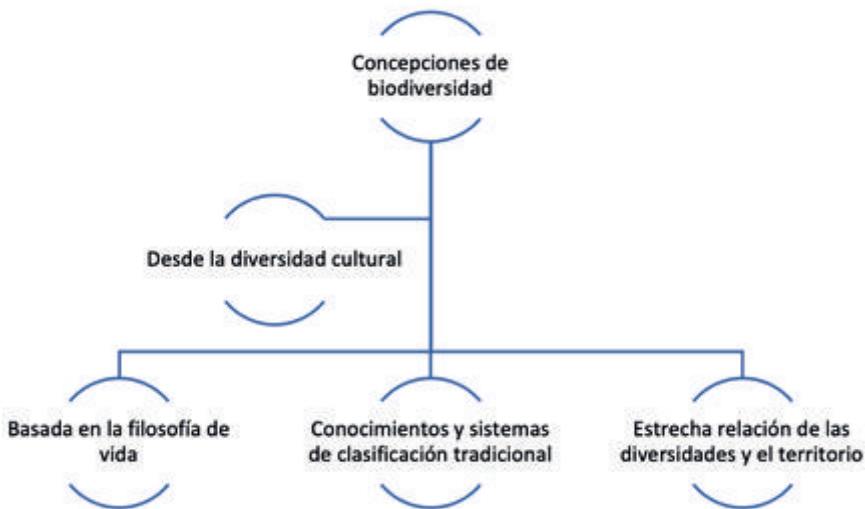 Concepciones de
biodiversidad
Desde la diversidad cultural
Basada en la filosofía de
vida
Conocimientos y sistemas
de clasificación tradicional
Estrecha relación de las
diversidades y el territorio